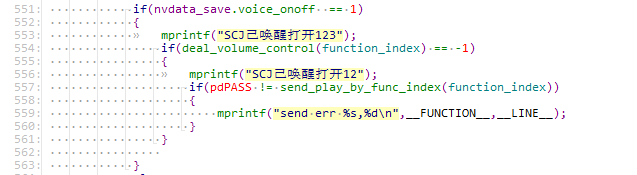 551: if(nvdata_save.voice_onoff == 1)
552: {
553: » mprintf("SCJ已唤醒打开123");
554: if(deal_volume_control(function_index) == -1)
555: {
556: » mprintf("SCJ已唤醒打开12");
557: if(pdPASS != send_play_by_func_index(function_index))
558: {
559: mprintf("send err %s,%d\n",__FUNCTION__,__LINE__);
560: }
561: }
562:
563: }